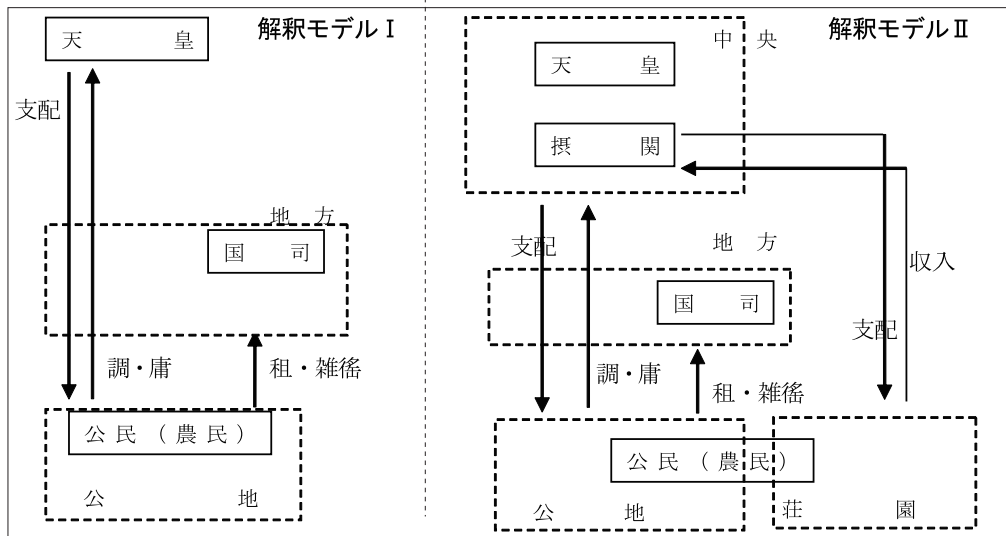 解釈モデルⅠ
天皇
支配
地方
国司
調・庸
租・雑徭
公民(農民)
公地
解釈モデルⅡ
中央
天皇
摂関
支配
地方
国司
収入
支配
調・庸
租・雑徭
公民(農民)
公地
荘園